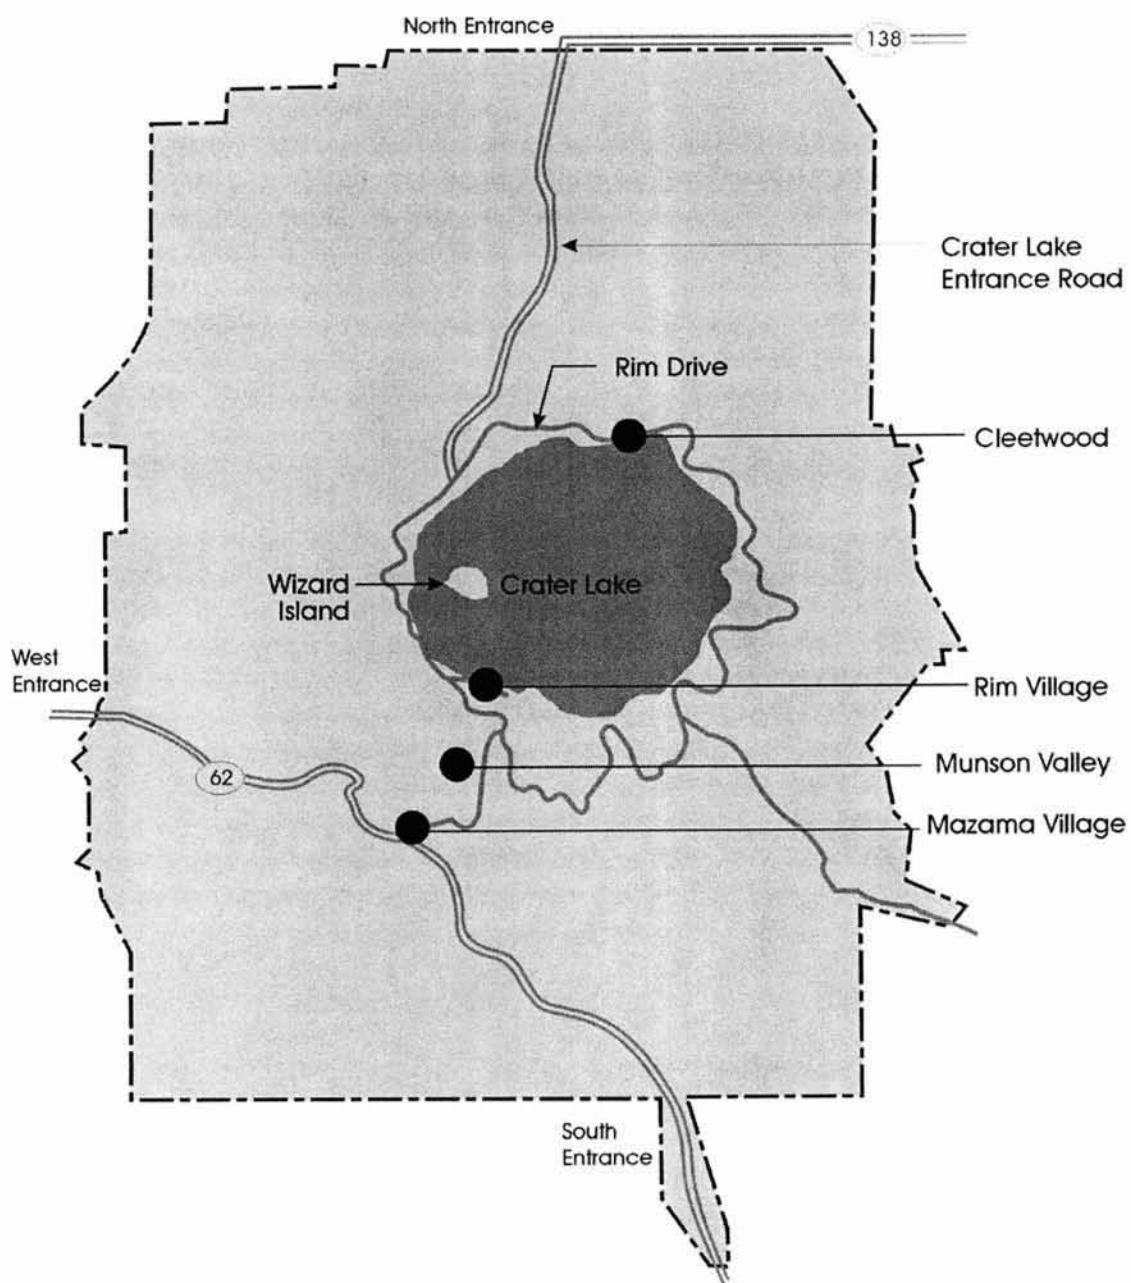 North Entrance
138
Crater Lake
Entrance Road
Rim Drive
Cleetwood
Wizard
Island
Crater Lake
West
Entrance
Rim Village
62
Munson Valley
Mazama Village
South
Entrance